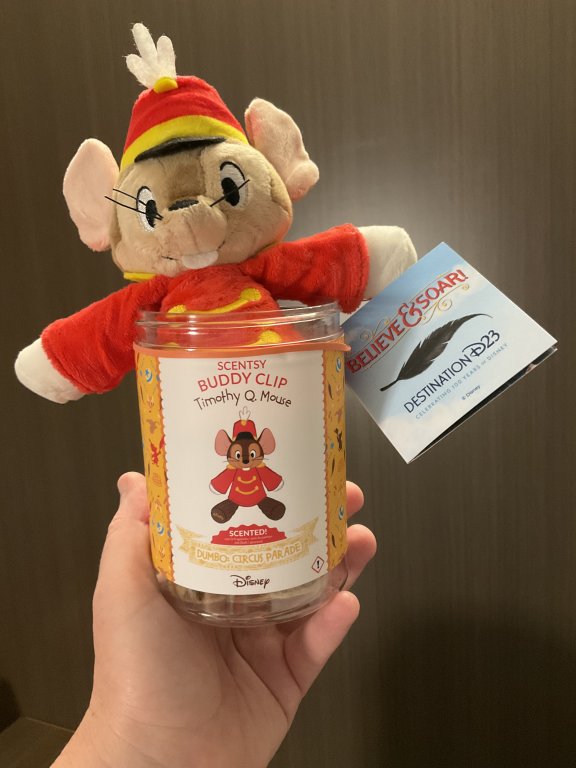 SCENTSY
BUDDY CLIP
Timothy Q. Mouse
SCENTED!
DUMBO: CIRCUS PARADE
Disney
BELIEVE & SOAR!
DESTINATION D23
CELEBRATING 100 YEARS OF DISNEY
© Disney